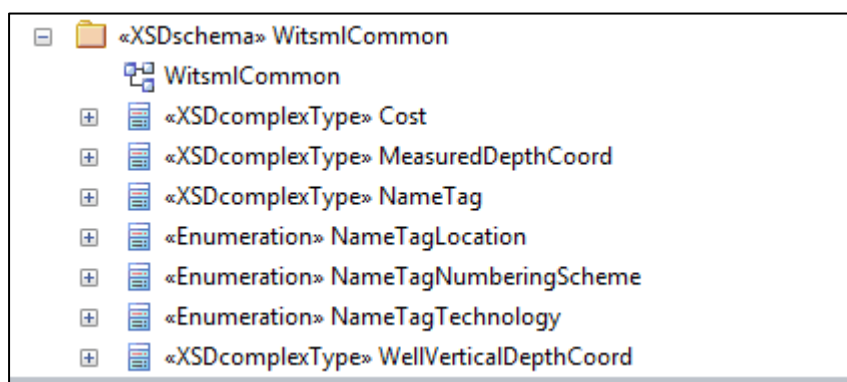 «XSDschema» WitsmlCommon
WitsmlCommon
«XSDcomplexType» Cost
«XSDcomplexType» MeasuredDepthCoord
«XSDcomplexType» NameTag
«Enumeration» NameTagLocation
«Enumeration» NameTagNumberingScheme
«Enumeration» NameTagTechnology
«XSDcomplexType» WellVerticalDepthCoord